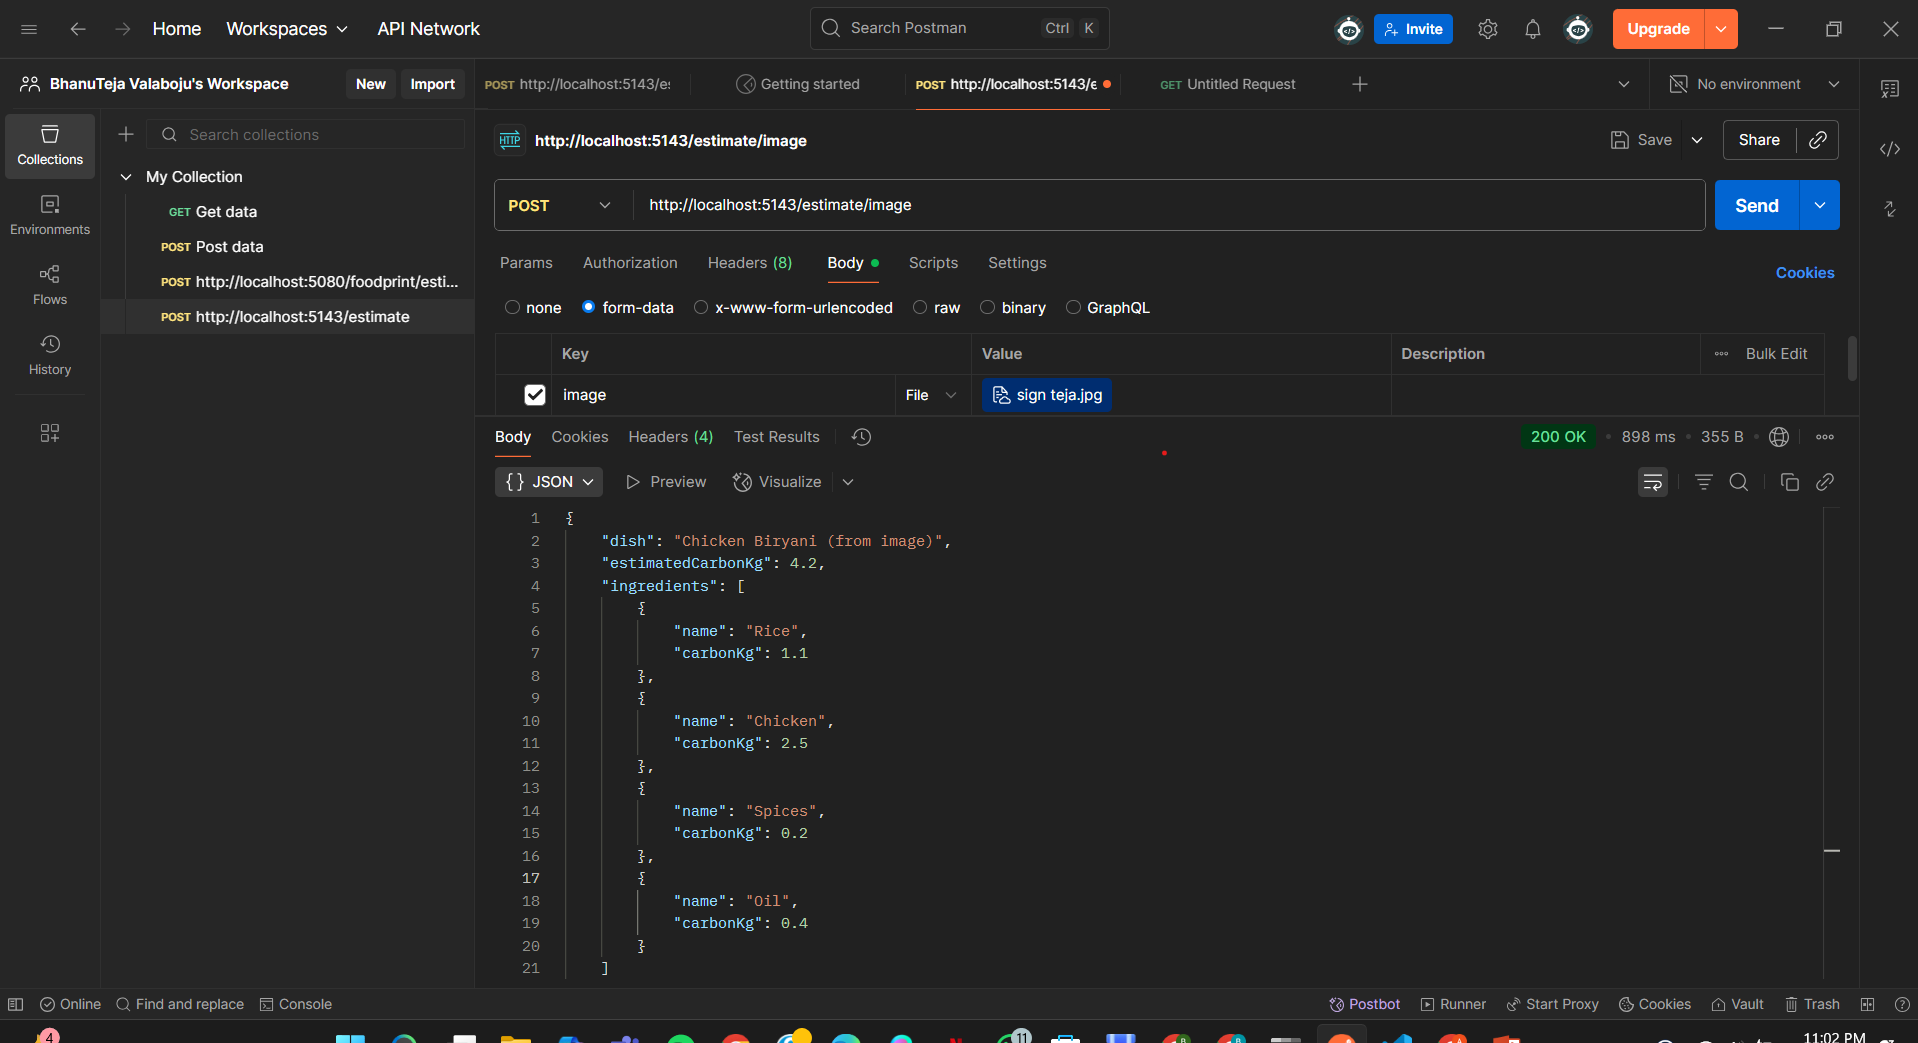 Home Workspaces API Network Search Postman Ctrl K Invite Upgrade
BhanuTeja Valaboju's Workspace New Import POST http://localhost:5143/es Getting started POST http://localhost:5143/e GET Untitled Request No environment
Collections
Environments
Flows
History
Search collections
My Collection
GET Get data
POST Post data
POST http://localhost:5080/foodprint/esti...
POST http://localhost:5143/estimate
HTTP http://localhost:5143/estimate/image Save Share
POST http://localhost:5143/estimate/image Send
Params Authorization Headers (8) Body Scripts Settings Cookies
none form-data x-www-form-urlencoded raw binary GraphQL
Key Value Description Bulk Edit
image File sign teja.jpg
Body Cookies Headers (4) Test Results 200 OK 898 ms 355 B
{} JSON Preview Visualize
1 {
2 "dish": "Chicken Biryani (from image)",
3 "estimatedCarbonKg": 4.2,
4 "ingredients": [
5 {
6 "name": "Rice",
7 "carbonKg": 1.1
8 },
9 {
10 "name": "Chicken",
11 "carbonKg": 2.5
12 },
13 {
14 "name": "Spices",
15 "carbonKg": 0.2
16 },
17 {
18 "name": "Oil",
19 "carbonKg": 0.4
20 }
21 ]
Online Find and replace Console Postbot Runner Start Proxy Cookies Vault Trash
4 11 11:02 PM